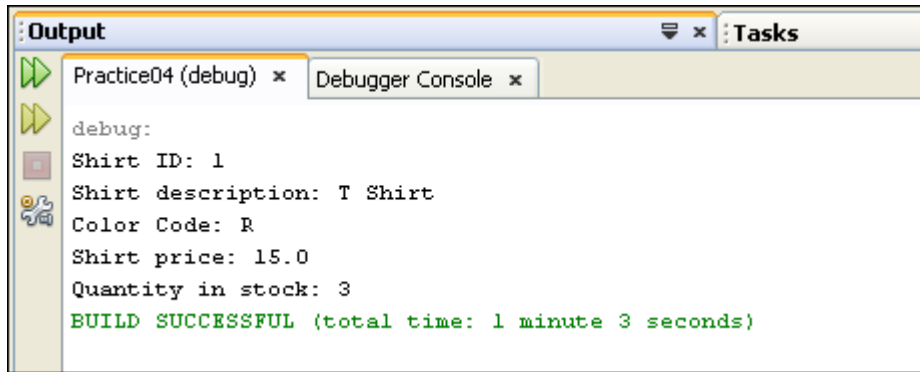 Output
Tasks
Practice04 (debug)
Debugger Console
debug:
Shirt ID: 1
Shirt description: T Shirt
Color Code: R
Shirt price: 15.0
Quantity in stock: 3
BUILD SUCCESSFUL (total time: 1 minute 3 seconds)